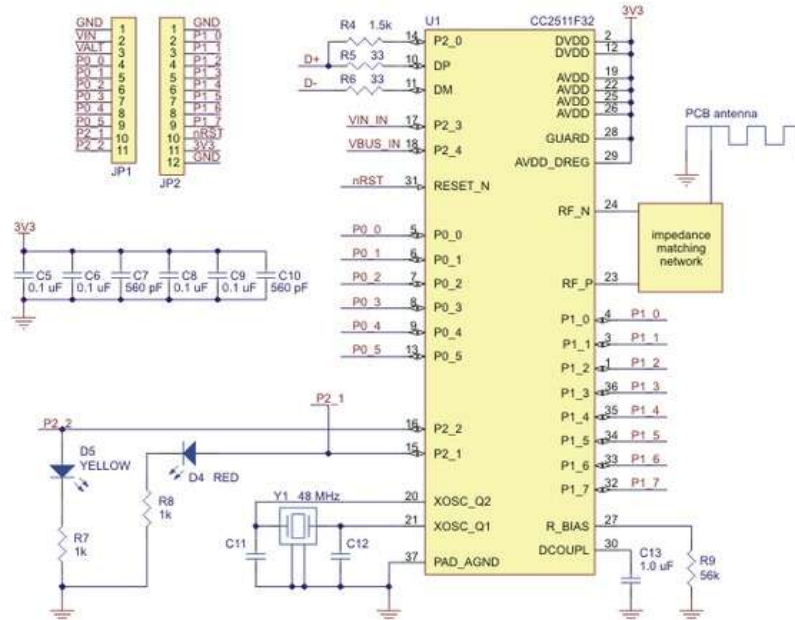 GND
VIN
VALT
P0_0
P0_1
P0_2
P0_3
P0_4
P0_5
P2_1
P2_2
1
2
3
4
5
6
7
8
9
10
11
JP1
1
2
3
4
5
6
7
8
9
10
11
12
JP2
GND
P1_0
P1_1
P1_2
P1_3
P1_4
P1_5
P1_6
P1_7
nRST
3V3
GND
3V3
C5
0.1 uF
C6
0.1 uF
C7
560 pF
C8
0.1 uF
C9
0.1 uF
C10
560 pF
U1
CC2511F32
R4 1.5k
D+
R5 33
D-
R6 33
14 P2_0
10 DP
11 DM
VIN_IN 17 P2_3
VBUS_IN 18 P2_4
nRST 31 RESET_N
P0_0 5 P0_0
P0_1 6 P0_1
P0_2 7 P0_2
P0_3 8 P0_3
P0_4 9 P0_4
P0_5 13 P0_5
P2_2 16 P2_2
P2_1 15 P2_1
20 XOSC_Q2
21 XOSC_Q1
37 PAD_AGND
D5
YELLOW
D4 RED
R8
1k
R7
1k
Y1 48 MHz
C11
C12
3V3
DVDD 2
DVDD 12
AVDD 19
AVDD 22
AVDD 25
AVDD 26
GUARD 28
AVDD_DREG 29
RF_N 24
RF_P 23
PCB antenna
impedance
matching
network
P1_0 4 P1_0
P1_1 3 P1_1
P1_2 1 P1_2
P1_3 36 P1_3
P1_4 35 P1_4
P1_5 34 P1_5
P1_6 33 P1_6
P1_7 32 P1_7
R_BIAS 27
DCOUPL 30
C13
1.0 uF
R9
56k